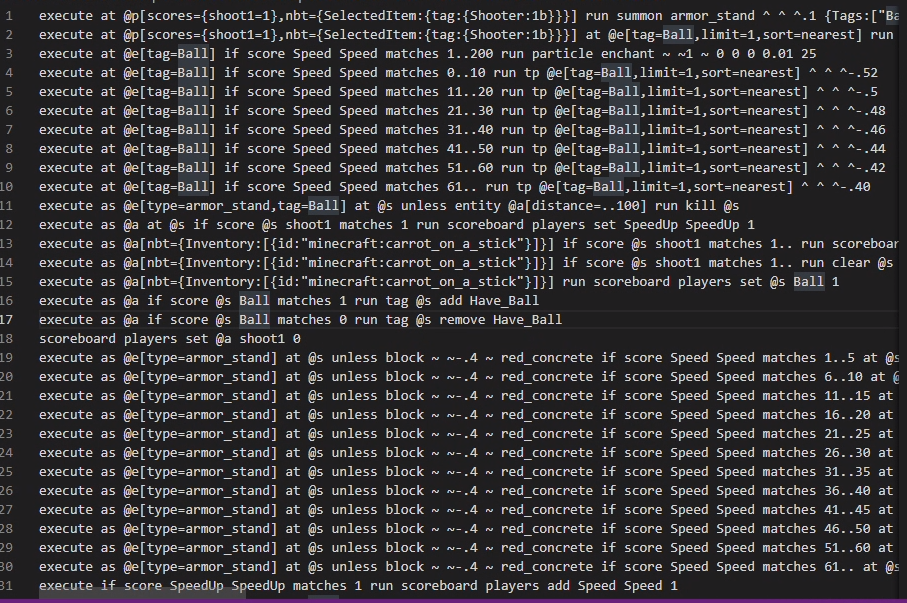 1 execute at @p[scores={shoot1=1},nbt={SelectedItem:{tag:{Shooter:1b}}}] run summon armor_stand ^ ^ ^.1 {Tags:["Ba
2 execute at @p[scores={shoot1=1},nbt={SelectedItem:{tag:{Shooter:1b}}}] at @e[tag=Ball,limit=1,sort=nearest] run
3 execute at @e[tag=Ball] if score Speed Speed matches 1..200 run particle enchant ~ ~1 ~ 0 0 0 0.01 25
4 execute at @e[tag=Ball] if score Speed Speed matches 0..10 run tp @e[tag=Ball,limit=1,sort=nearest] ^ ^ ^-.52
5 execute at @e[tag=Ball] if score Speed Speed matches 11..20 run tp @e[tag=Ball,limit=1,sort=nearest] ^ ^ ^-.5
6 execute at @e[tag=Ball] if score Speed Speed matches 21..30 run tp @e[tag=Ball,limit=1,sort=nearest] ^ ^ ^-.48
7 execute at @e[tag=Ball] if score Speed Speed matches 31..40 run tp @e[tag=Ball,limit=1,sort=nearest] ^ ^ ^-.46
8 execute at @e[tag=Ball] if score Speed Speed matches 41..50 run tp @e[tag=Ball,limit=1,sort=nearest] ^ ^ ^-.44
9 execute at @e[tag=Ball] if score Speed Speed matches 51..60 run tp @e[tag=Ball,limit=1,sort=nearest] ^ ^ ^-.42
10 execute at @e[tag=Ball] if score Speed Speed matches 61.. run tp @e[tag=Ball,limit=1,sort=nearest] ^ ^ ^-.40
11 execute as @e[type=armor_stand,tag=Ball] at @s unless entity @a[distance=..100] run kill @s
12 execute as @a at @s if score @s shoot1 matches 1 run scoreboard players set SpeedUp SpeedUp 1
13 execute as @a[nbt={Inventory:[{id:"minecraft:carrot_on_a_stick"}]}] if score @s shoot1 matches 1.. run scoreboar
14 execute as @a[nbt={Inventory:[{id:"minecraft:carrot_on_a_stick"}]}] if score @s shoot1 matches 1.. run clear @s
15 execute as @a[nbt={Inventory:[{id:"minecraft:carrot_on_a_stick"}]}] run scoreboard players set @s Ball 1
16 execute as @a if score @s Ball matches 1 run tag @s add Have_Ball
17 execute as @a if score @s Ball matches 0 run tag @s remove Have_Ball
18 scoreboard players set @a shoot1 0
19 execute as @e[type=armor_stand] at @s unless block ~ ~-.4 ~ red_concrete if score Speed Speed matches 1..5 at @s
20 execute as @e[type=armor_stand] at @s unless block ~ ~-.4 ~ red_concrete if score Speed Speed matches 6..10 at @
21 execute as @e[type=armor_stand] at @s unless block ~ ~-.4 ~ red_concrete if score Speed Speed matches 11..15 at
22 execute as @e[type=armor_stand] at @s unless block ~ ~-.4 ~ red_concrete if score Speed Speed matches 16..20 at
23 execute as @e[type=armor_stand] at @s unless block ~ ~-.4 ~ red_concrete if score Speed Speed matches 21..25 at
24 execute as @e[type=armor_stand] at @s unless block ~ ~-.4 ~ red_concrete if score Speed Speed matches 26..30 at
25 execute as @e[type=armor_stand] at @s unless block ~ ~-.4 ~ red_concrete if score Speed Speed matches 31..35 at
26 execute as @e[type=armor_stand] at @s unless block ~ ~-.4 ~ red_concrete if score Speed Speed matches 36..40 at
27 execute as @e[type=armor_stand] at @s unless block ~ ~-.4 ~ red_concrete if score Speed Speed matches 41..45 at
28 execute as @e[type=armor_stand] at @s unless block ~ ~-.4 ~ red_concrete if score Speed Speed matches 46..50 at
29 execute as @e[type=armor_stand] at @s unless block ~ ~-.4 ~ red_concrete if score Speed Speed matches 51..60 at
30 execute as @e[type=armor_stand] at @s unless block ~ ~-.4 ~ red_concrete if score Speed Speed matches 61.. at @s
31 execute if score SpeedUp SpeedUp matches 1 run scoreboard players add Speed Speed 1